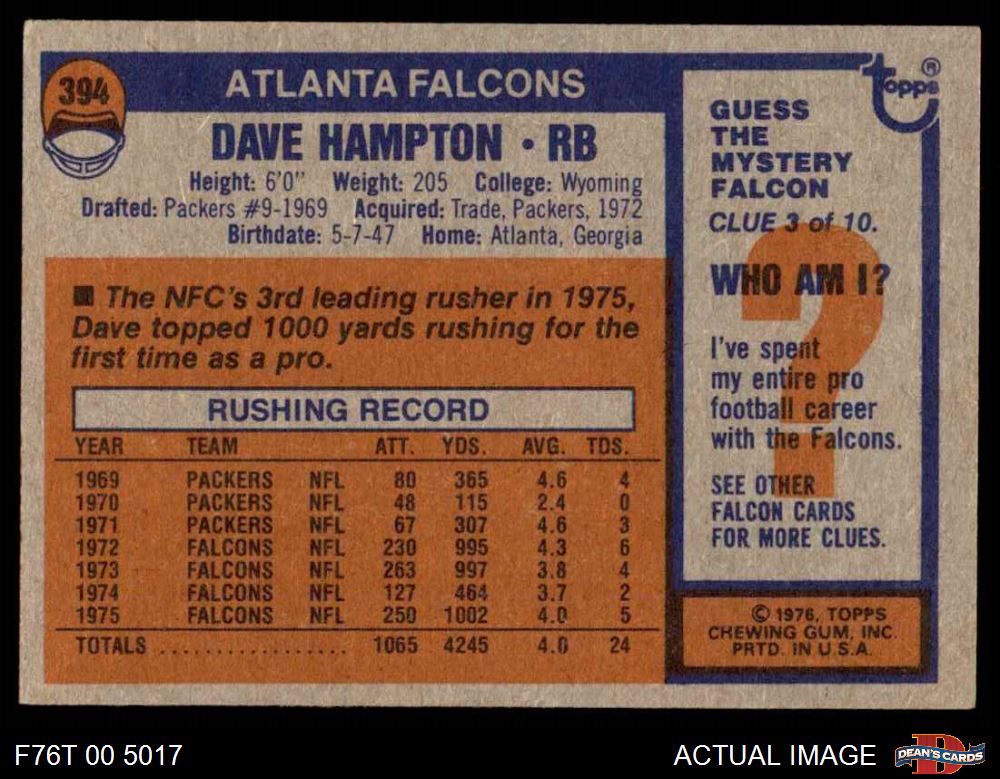 394
ATLANTA FALCONS
DAVE HAMPTON • RB
Height: 6'0" Weight: 205 College: Wyoming
Drafted: Packers #9-1969 Acquired: Trade, Packers, 1972
Birthdate: 5-7-47 Home: Atlanta, Georgia
■ The NFC's 3rd leading rusher in 1975,
Dave topped 1000 yards rushing for the
first time as a pro.
RUSHING RECORD
YEAR TEAM ATT. YDS. AVG. TDS.
1969 PACKERS NFL 80 365 4.6 4
1970 PACKERS NFL 48 115 2.4 0
1971 PACKERS NFL 67 307 4.6 3
1972 FALCONS NFL 230 995 4.3 6
1973 FALCONS NFL 263 997 3.8 4
1974 FALCONS NFL 127 464 3.7 2
1975 FALCONS NFL 250 1002 4.0 5
TOTALS ................. 1065 4245 4.0 24
topps ®
GUESS
THE
MYSTERY
FALCON
CLUE 3 of 10.
?
WHO AM I?
I've spent
my entire pro
football career
with the Falcons.
SEE OTHER
FALCON CARDS
FOR MORE CLUES.
© 1976, TOPPS
CHEWING GUM, INC.
PRTD. IN U.S.A.
F76T 00 5017
ACTUAL IMAGE
D
DEAN'S CARDS